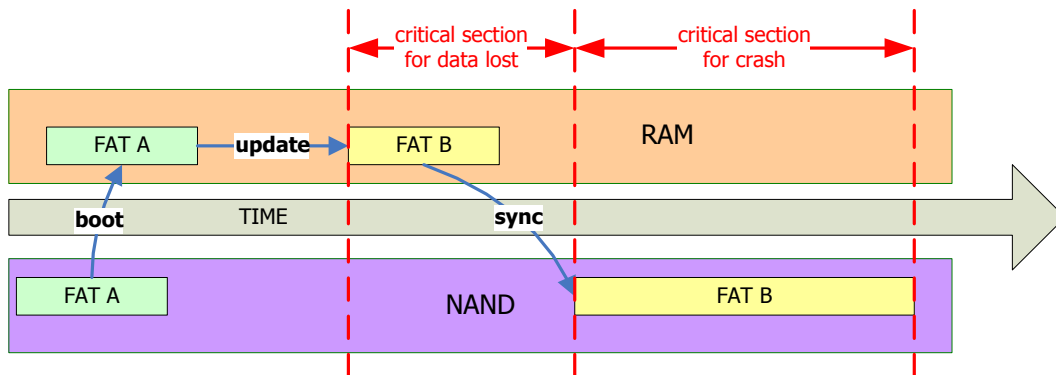 critical section
for data lost
critical section
for crash
FAT A
update
FAT B
RAM
boot
TIME
sync
FAT A
NAND
FAT B